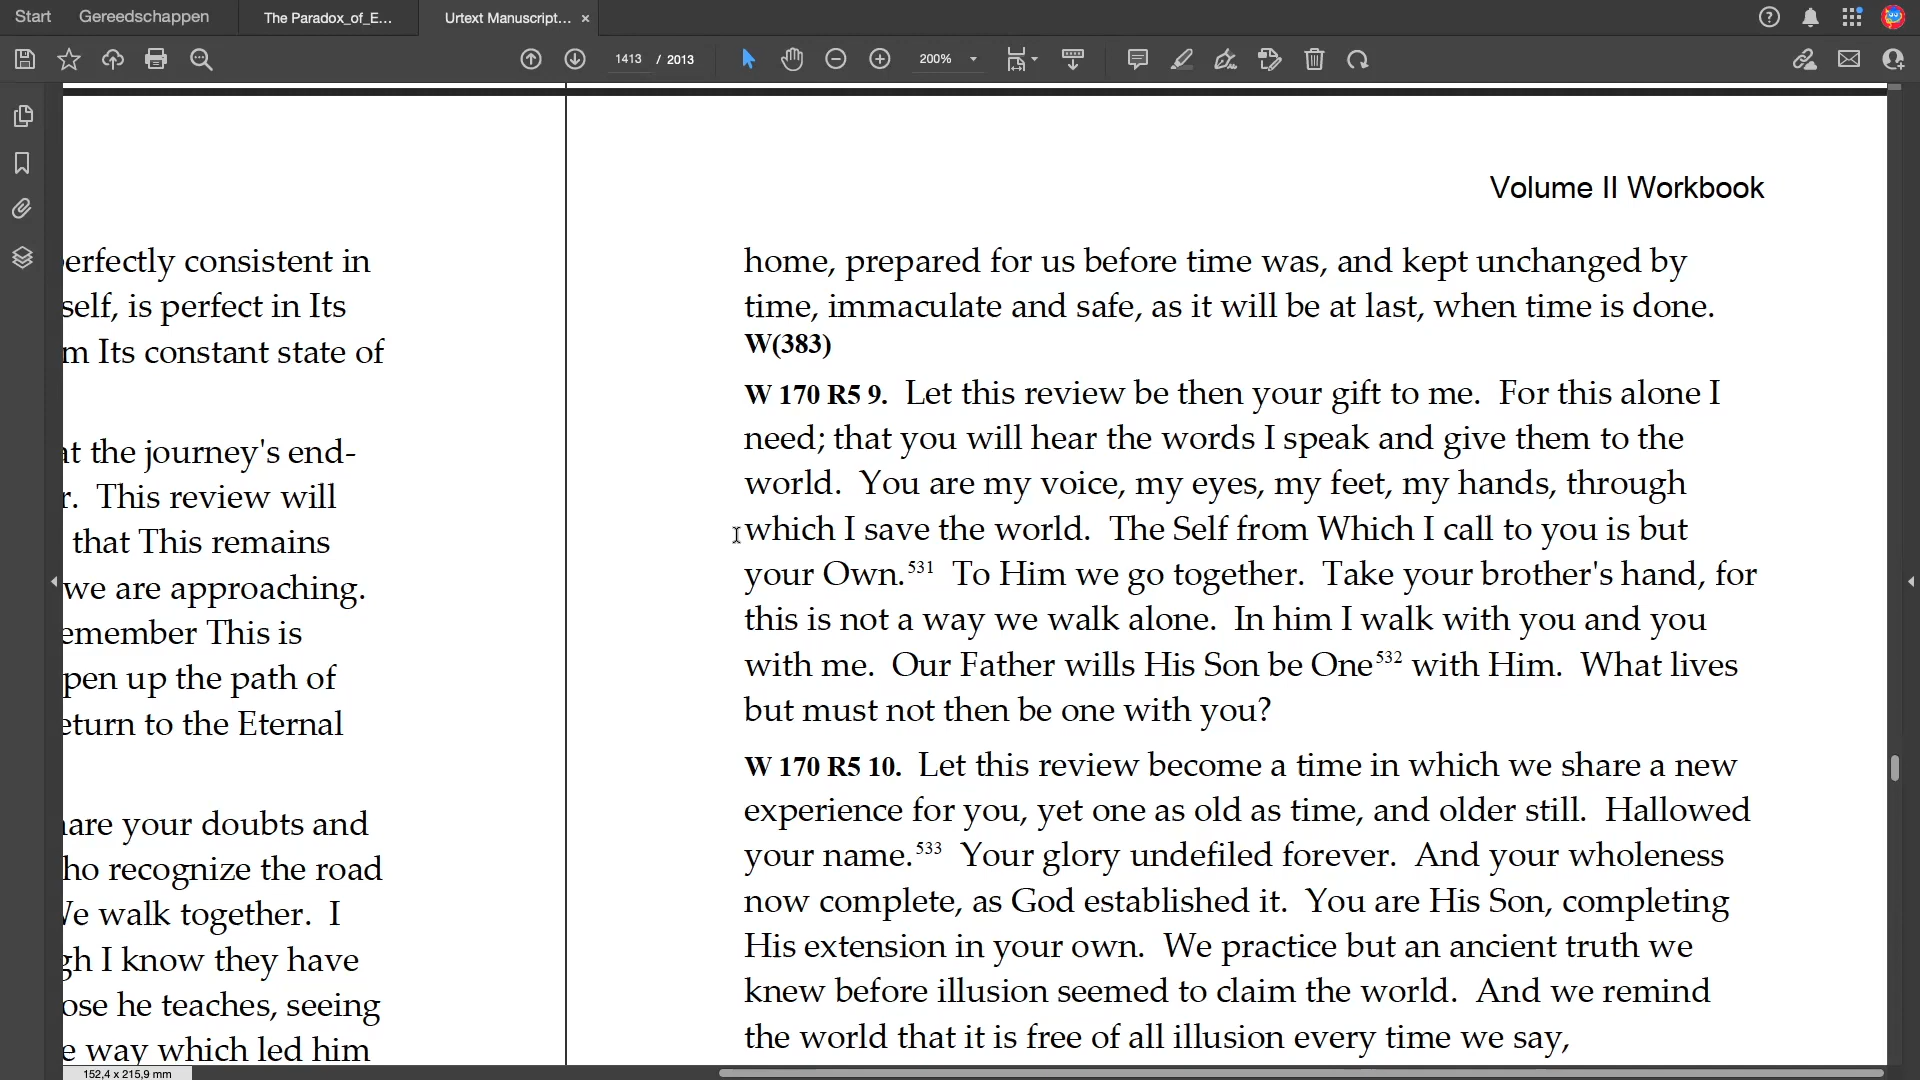 Start Gereedschappen The Paradox_of_E... Urtext Manuscript... ×
1413 / 2013 200%
erfectly consistent in
self, is perfect in Its
m Its constant state of
at the journey's end-
r. This review will
that This remains
we are approaching.
emember This is
pen up the path of
eturn to the Eternal
are your doubts and
ho recognize the road
We walk together. I
gh I know they have
ose he teaches, seeing
e way which led him
Volume II Workbook
home, prepared for us before time was, and kept unchanged by
time, immaculate and safe, as it will be at last, when time is done.
W(383)
W 170 R5 9. Let this review be then your gift to me. For this alone I
need; that you will hear the words I speak and give them to the
world. You are my voice, my eyes, my feet, my hands, through
which I save the world. The Self from Which I call to you is but
your Own.531 To Him we go together. Take your brother's hand, for
this is not a way we walk alone. In him I walk with you and you
with me. Our Father wills His Son be One532 with Him. What lives
but must not then be one with you?
W 170 R5 10. Let this review become a time in which we share a new
experience for you, yet one as old as time, and older still. Hallowed
your name.533 Your glory undefiled forever. And your wholeness
now complete, as God established it. You are His Son, completing
His extension in your own. We practice but an ancient truth we
knew before illusion seemed to claim the world. And we remind
the world that it is free of all illusion every time we say,
152,4 x 215,9 mm